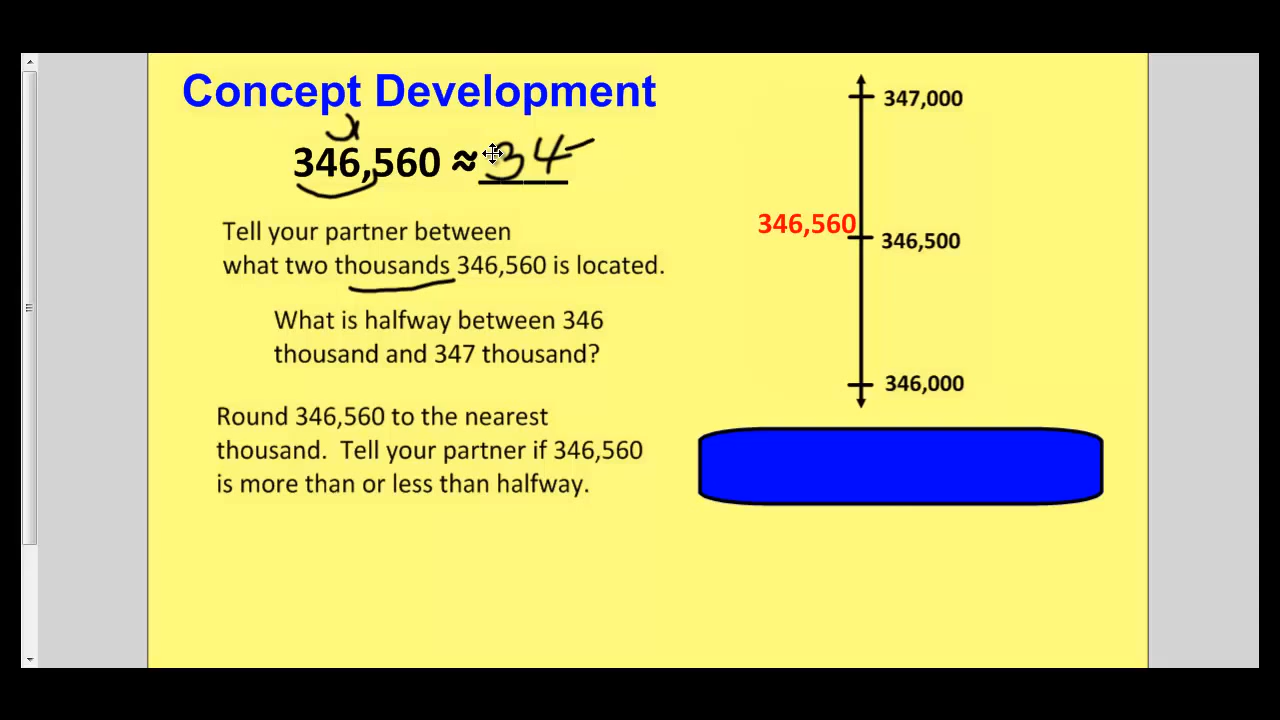 Concept Development
346,560 ≈ 34
Tell your partner between
what two thousands 346,560 is located.
What is halfway between 346
thousand and 347 thousand?
Round 346,560 to the nearest
thousand.  Tell your partner if 346,560
is more than or less than halfway.
347,000
346,560
346,500
346,000